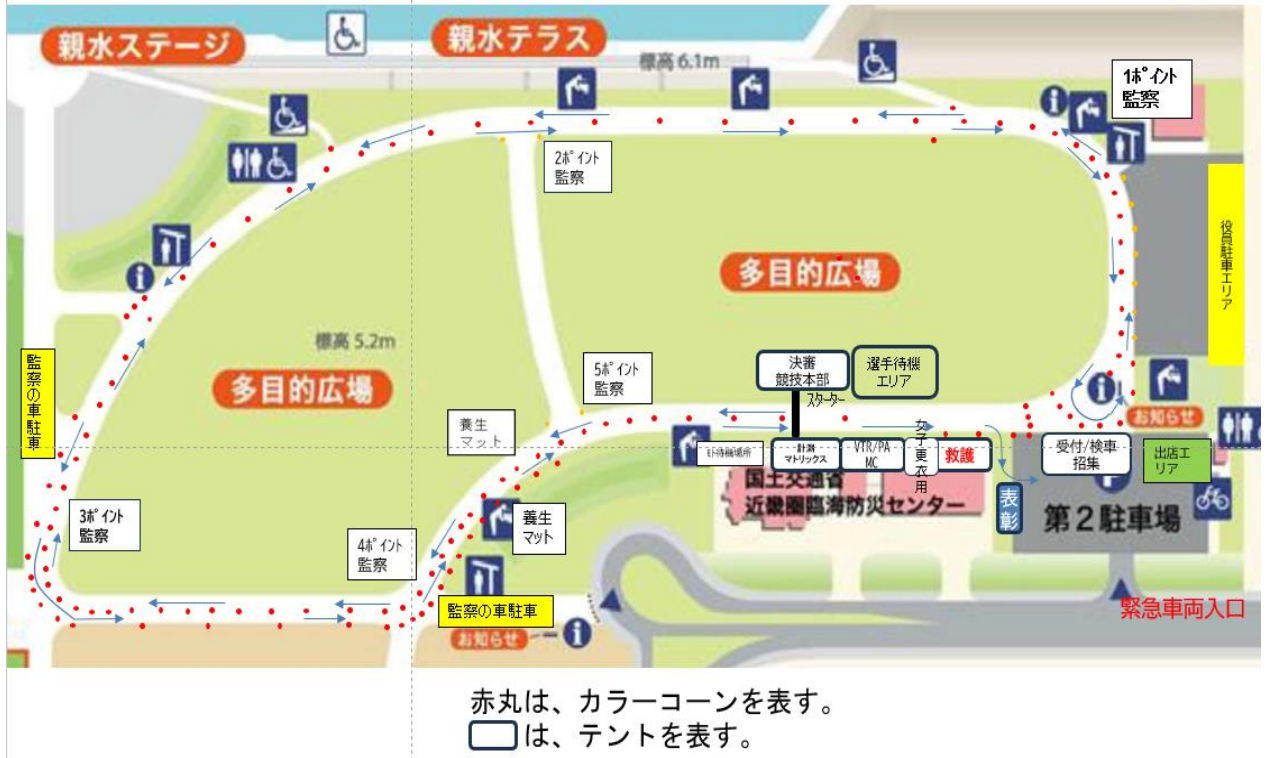 親水ステージ
親水テラス
標高 6.1m
1ポイント
監察
2ポイント
監察
役員駐車エリア
多目的広場
標高 5.2m
多目的広場
監察の車駐車
5ポイント
監察
決審
競技本部
選手待機
エリア
スターター
養生
マット
モト待機場所
計測
マトリックス
VTR/PA
MC
女子更衣用
救護
受付/検車
招集
お知らせ
出店エ
リア
国土交通省
近畿圏臨海防災センター
表彰
第2駐車場
3ポイント
監察
4ポイント
監察
養生
マット
監察の車駐車
お知らせ
緊急車両入口
赤丸は、カラーコーンを表す。
は、テントを表す。